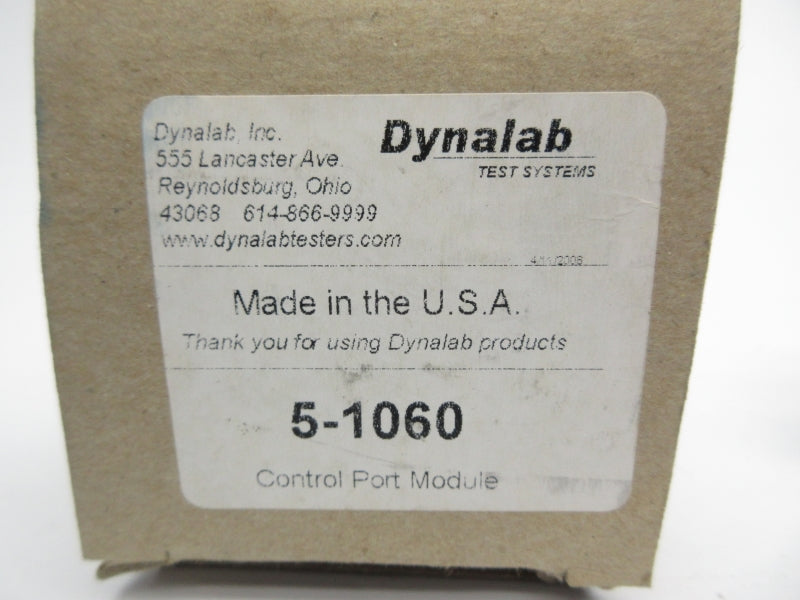 Dynalab, Inc.
555 Lancaster Ave.
Reynoldsburg, Ohio
43068 614-866-9999
www.dynalabtesters.com
Dynalab
TEST SYSTEMS
Made in the U.S.A.
Thank you for using Dynalab products
5-1060
Control Port Module